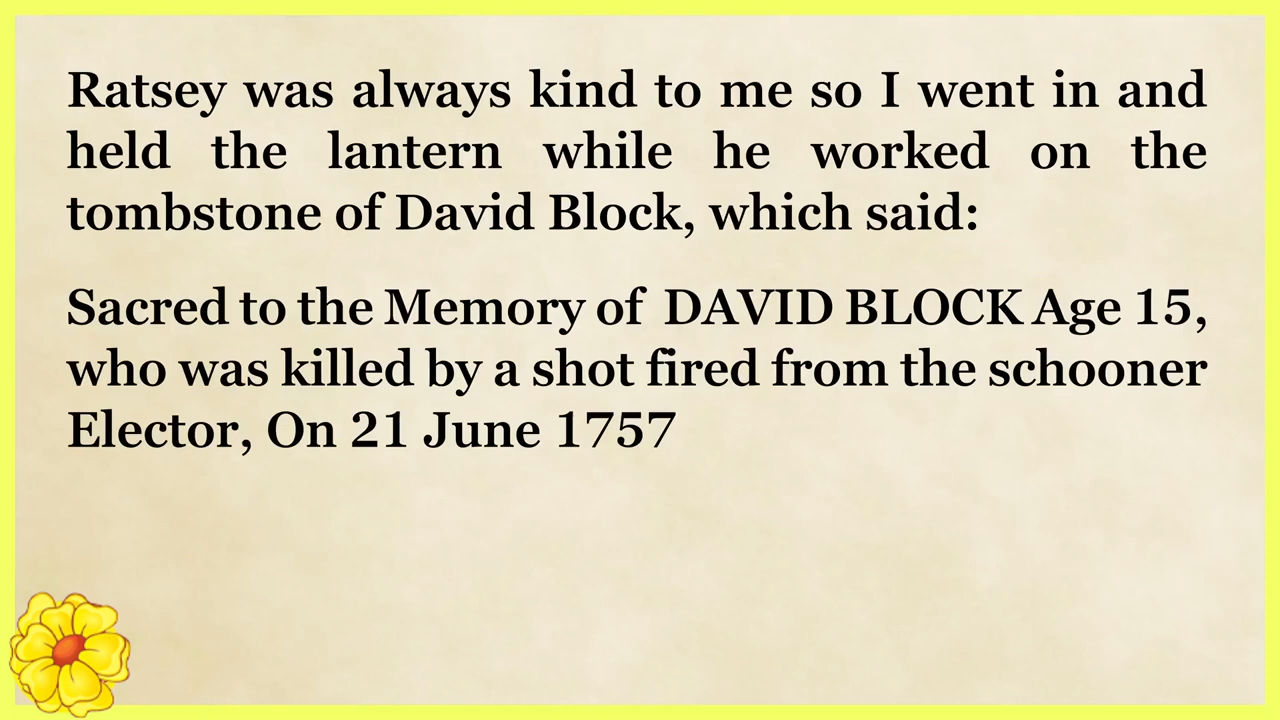 Ratsey was always kind to me so I went in and
held the lantern while he worked on the
tombstone of David Block, which said:
Sacred to the Memory of DAVID BLOCK Age 15,
who was killed by a shot fired from the schooner
Elector, On 21 June 1757